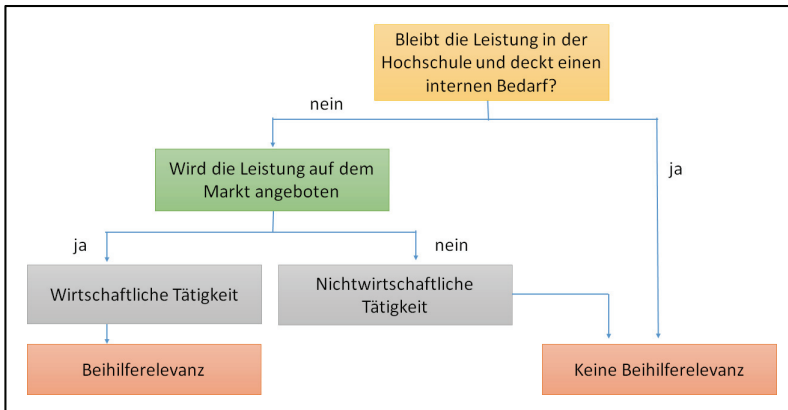 Bleibt die Leistung in der
Hochschule und deckt einen
internen Bedarf?
nein
ja
Wird die Leistung auf dem
Markt angeboten
ja
nein
Wirtschaftliche Tätigkeit
Nichtwirtschaftliche
Tätigkeit
Beihilferelevanz
Keine Beihilferelevanz